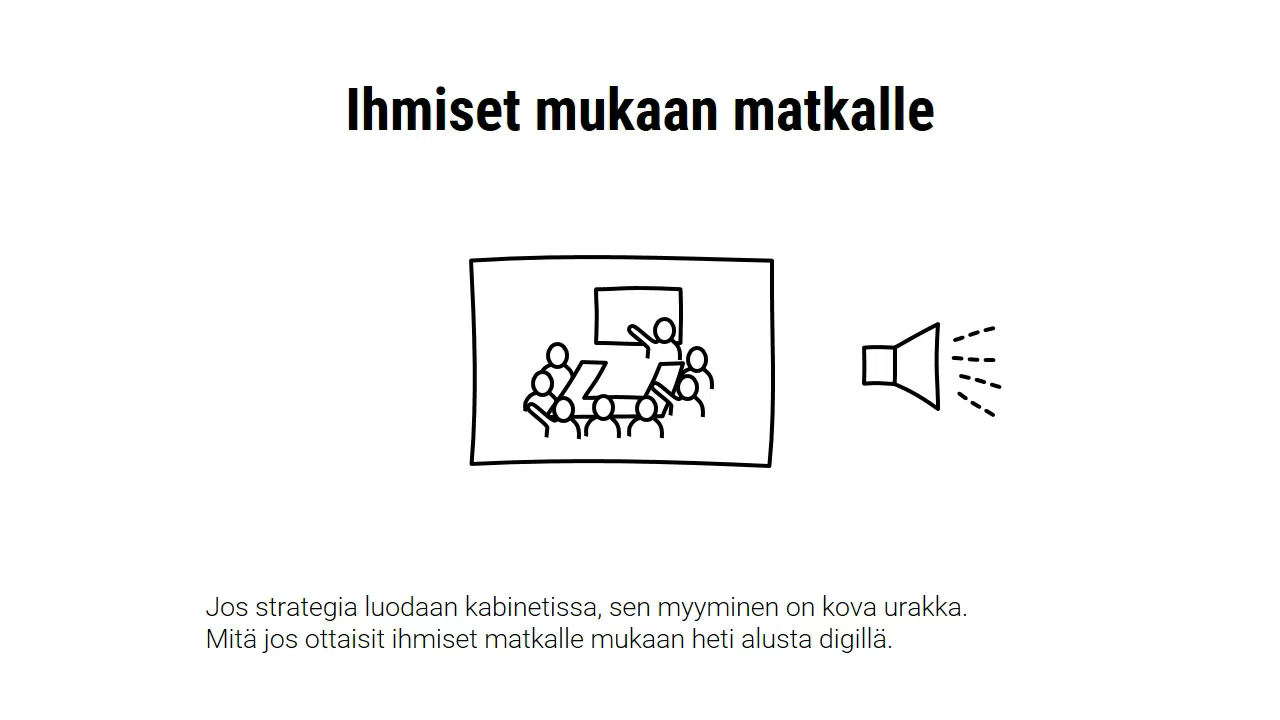 Ihmiset mukaan matkalle
Jos strategia luodaan kabinetissa, sen myyminen on kova urakka.
Mitä jos ottaisit ihmiset matkalle mukaan heti alusta digillä.